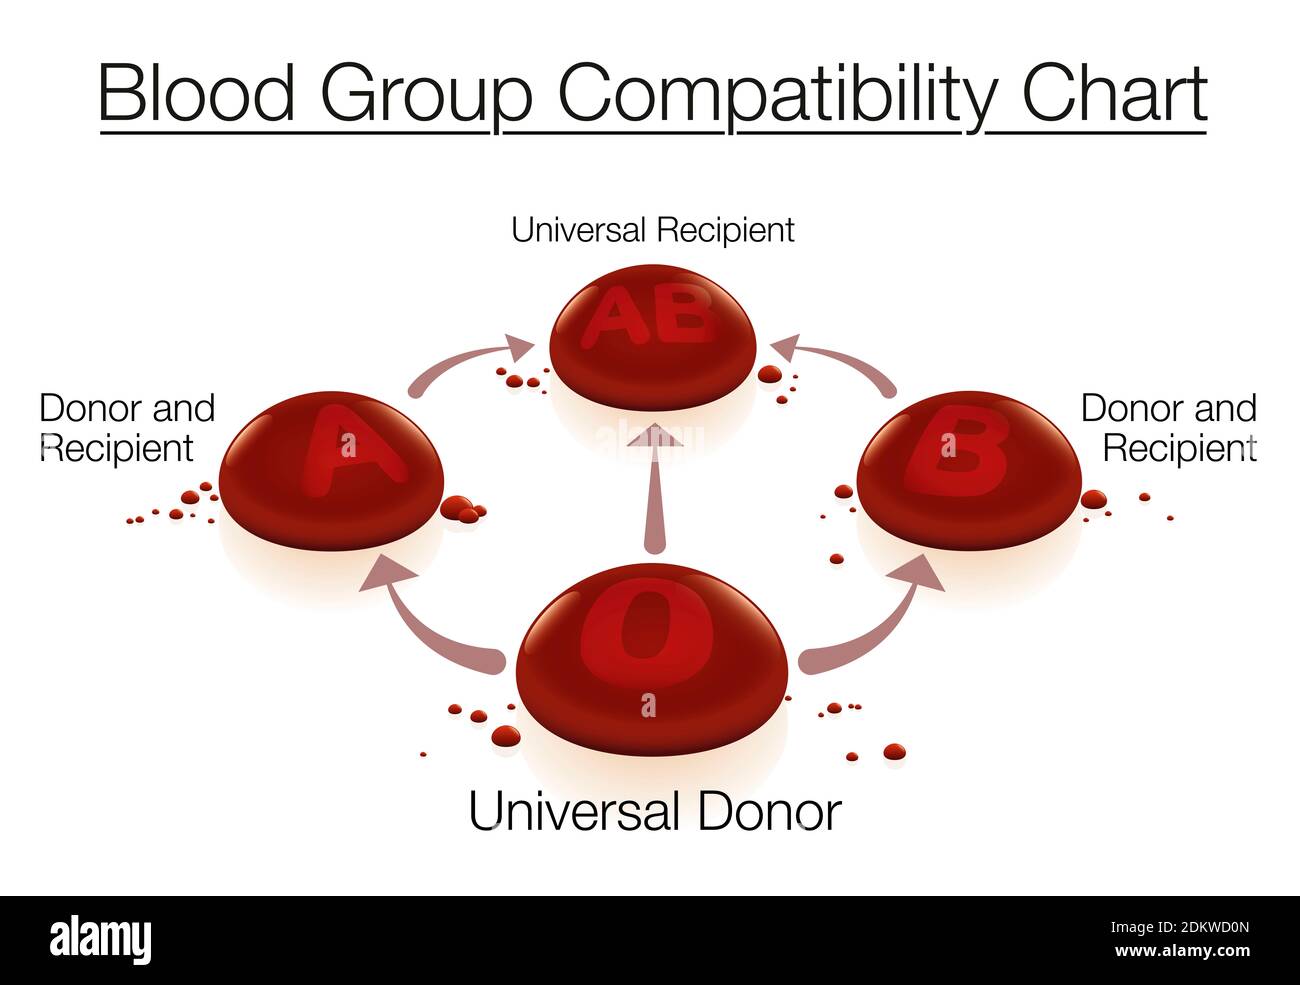 Blood Group Compatibility Chart
Universal Recipient
AB
Donor and
Recipient
A
B
Donor and
Recipient
O
Universal Donor
a
a
a
alamy
Image ID: 2DKWD0N
www.alamy.com